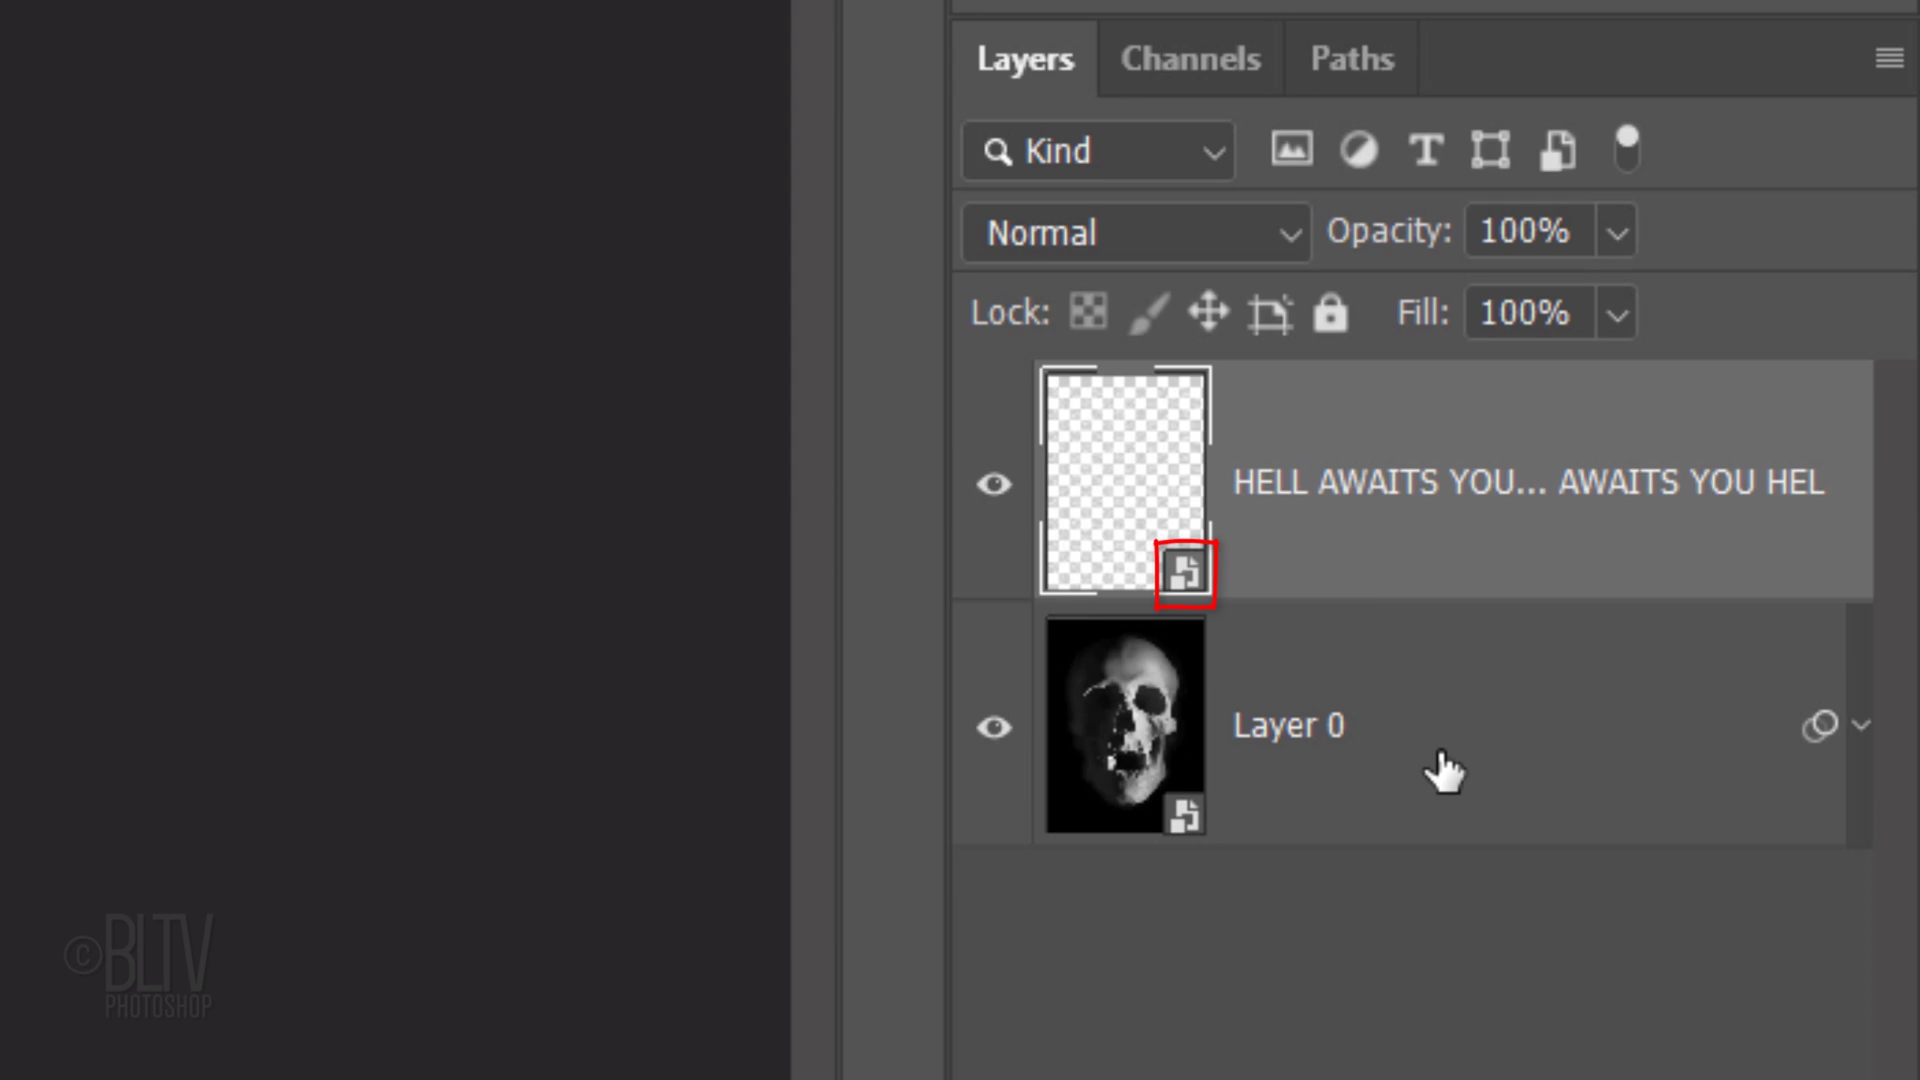 Layers Channels Paths
Kind
Normal Opacity: 100%
Lock: Fill: 100%
HELL AWAITS YOU... AWAITS YOU HEL
Layer 0
©BLTV
PHOTOSHOP